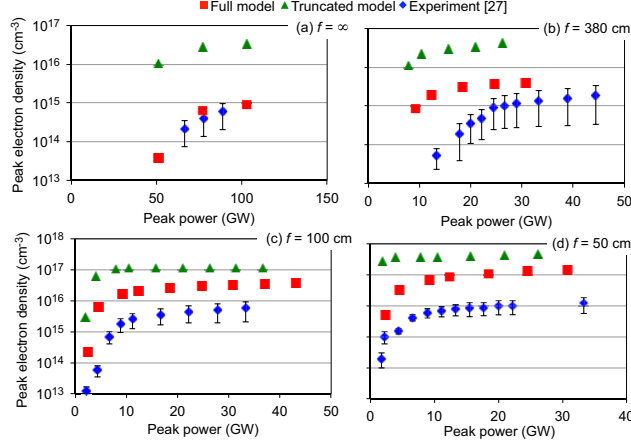 Full model Truncated model Experiment [27]
(a) f = ∞
(b) f = 380 cm
Peak electron density (cm⁻³)
10¹⁷
10¹⁶
10¹⁵
10¹⁴
10¹³
0 50 100 150
Peak power (GW)
0 10 20 30 40 50
Peak power (GW)
(c) f = 100 cm
(d) f = 50 cm
Peak electron density (cm⁻³)
10¹⁸
10¹⁷
10¹⁶
10¹⁵
10¹⁴
10¹³
0 10 20 30 40 50
Peak power (GW)
0 10 20 30 40
Peak power (GW)